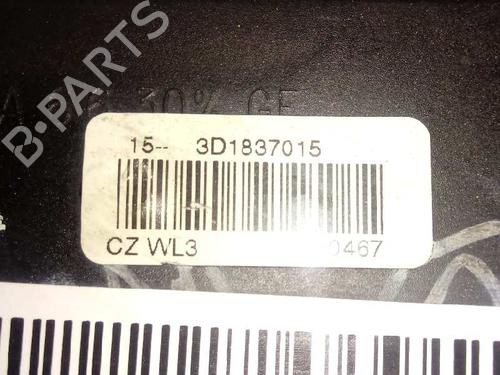 30% GF
15-- 3D1837015
CZ WL3 0467
B-PARTS